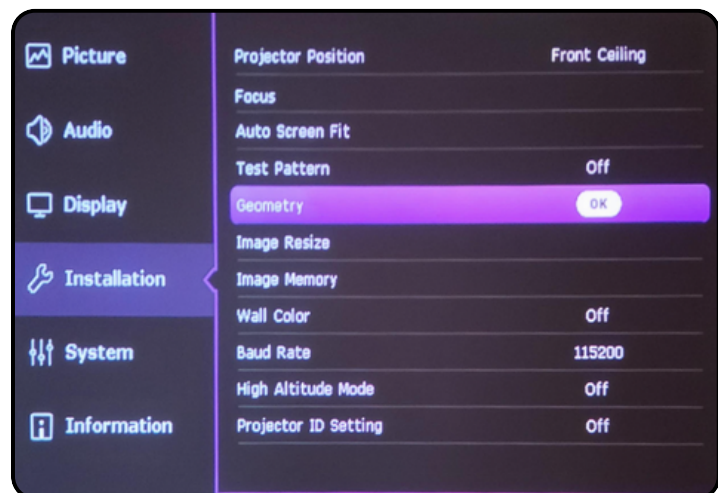 Picture
Audio
Display
Installation
System
Information
Projector Position Front Ceiling
Focus
Auto Screen Fit
Test Pattern Off
Geometry OK
Image Resize
Image Memory
Wall Color Off
Baud Rate 115200
High Altitude Mode Off
Projector ID Setting Off